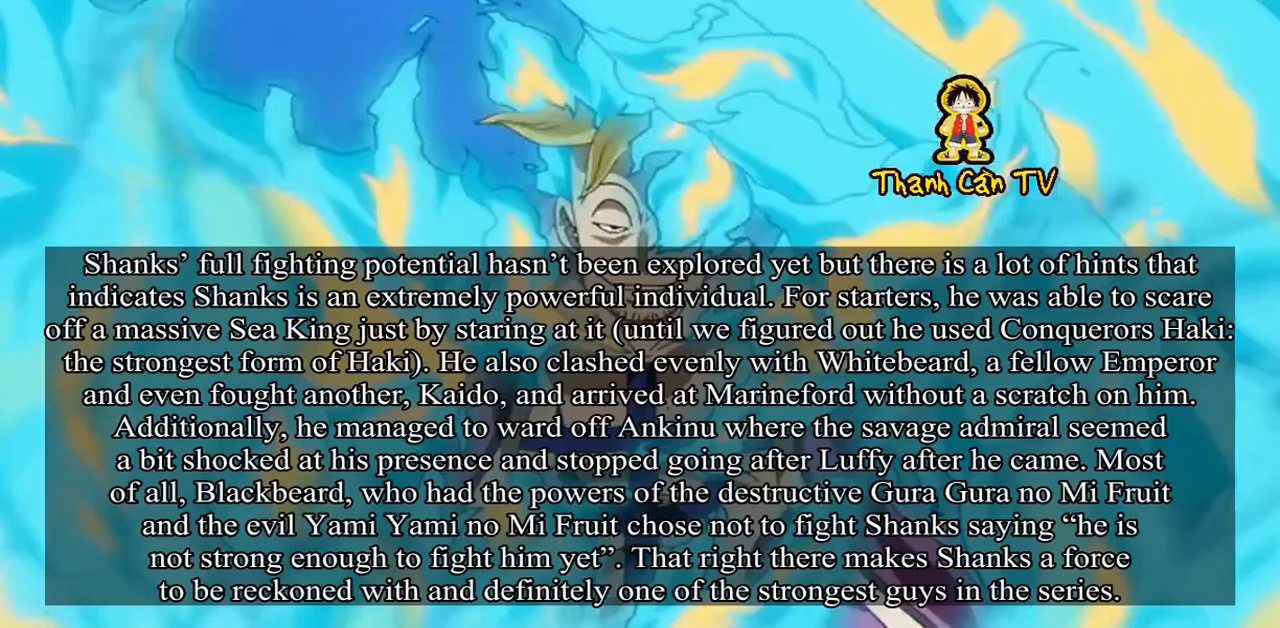 Thanh Cần TV
Shanks’ full fighting potential hasn’t been explored yet but there is a lot of hints that
indicates Shanks is an extremely powerful individual. For starters, he was able to scare
off a massive Sea King just by staring at it (until we figured out he used Conquerors Haki:
the strongest form of Haki). He also clashed evenly with Whitebeard, a fellow Emperor
and even fought another, Kaido, and arrived at Marineford without a scratch on him.
Additionally, he managed to ward off Ankinu where the savage admiral seemed
a bit shocked at his presence and stopped going after Luffy after he came. Most
of all, Blackbeard, who had the powers of the destructive Gura Gura no Mi Fruit
and the evil Yami Yami no Mi Fruit chose not to fight Shanks saying “he is
not strong enough to fight him yet”. That right there makes Shanks a force
to be reckoned with and definitely one of the strongest guys in the series.